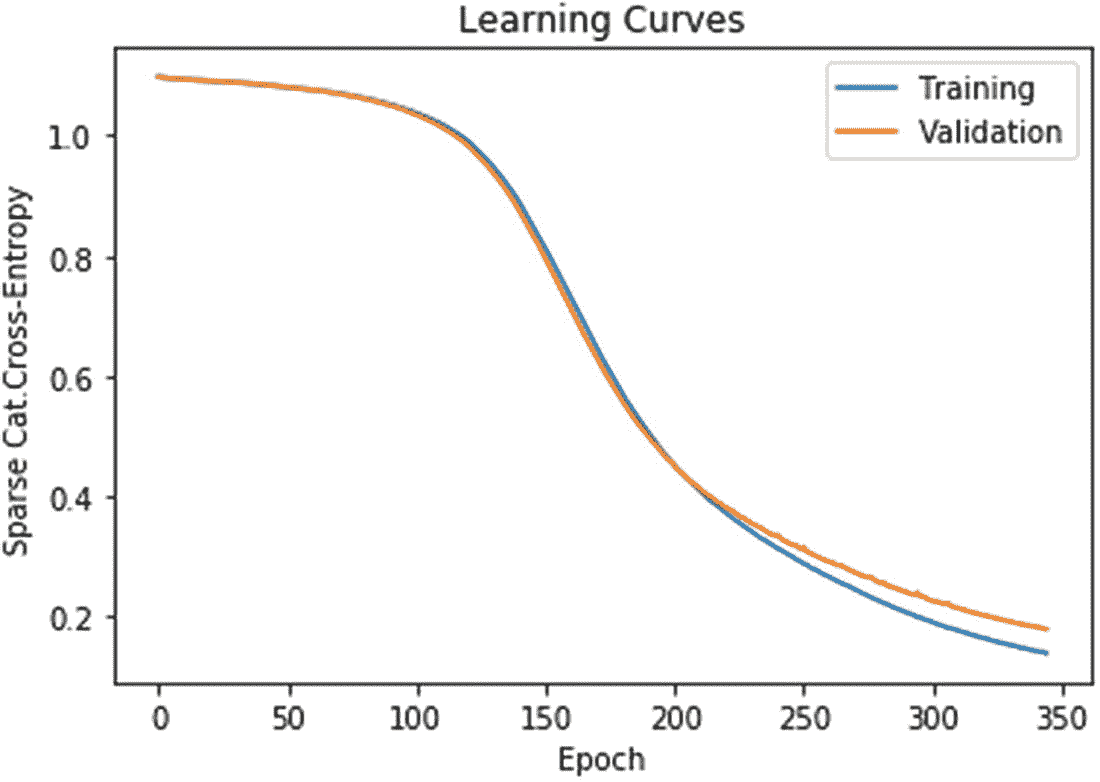 Learning Curves
Training
Validation
Sparse Cat.Cross-Entropy
1.0
0.8
0.6
0.4
0.2
0 50 100 150 200 250 300 350
Epoch